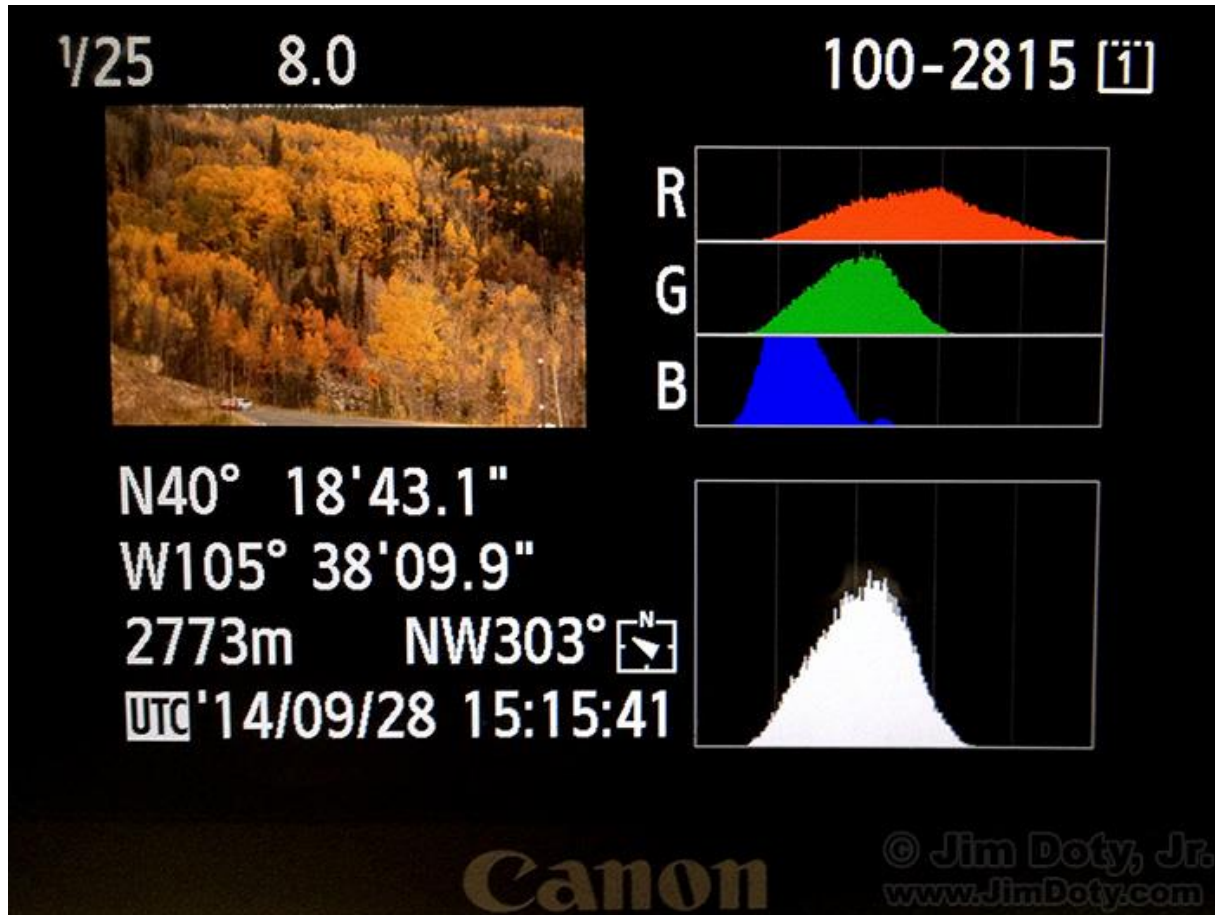 1/25 8.0 100-2815 1
R
G
B
N40° 18'43.1"
W105° 38'09.9"
2773m NW303° N
UTC '14/09/28 15:15:41
Canon
© Jim Doty, Jr.
www.JimDoty.com